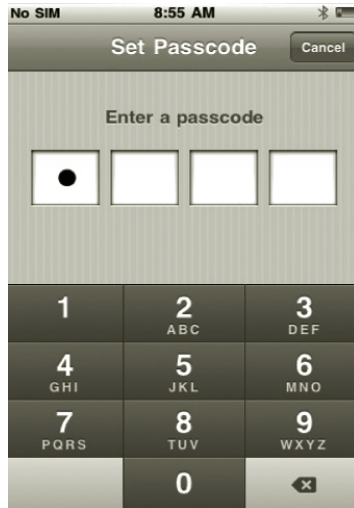 No SIM 8:55 AM
Set Passcode Cancel
Enter a passcode
1 2 3
ABC DEF
4 5 6
GHI JKL MNO
7 8 9
PQRS TUV WXYZ
0